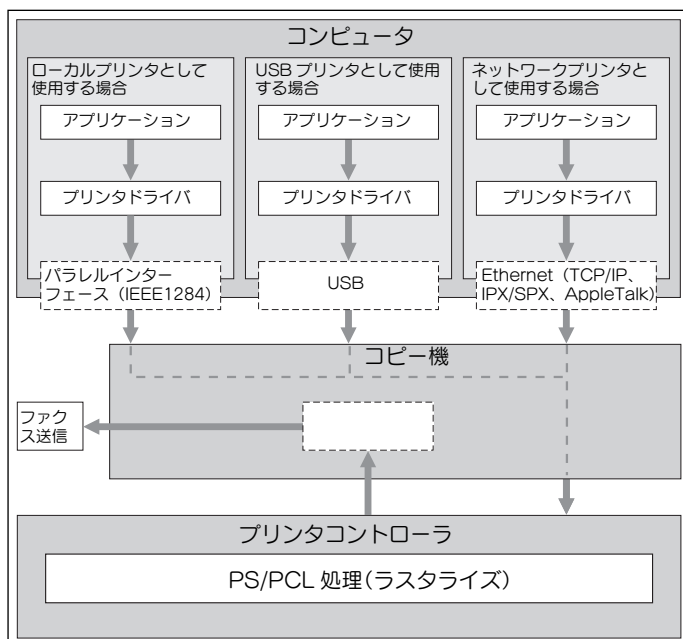 コンピュータ
ローカルプリンタとして
使用する場合
アプリケーション
プリンタドライバ
パラレルインター
フェース（IEEE1284）
USB プリンタとして使用
する場合
アプリケーション
プリンタドライバ
USB
ネットワークプリンタと
して使用する場合
アプリケーション
プリンタドライバ
Ethernet（TCP/IP、
IPX/SPX、AppleTalk）
コピー機
ファク
ス送信
プリンタコントローラ
PS/PCL 処理（ラスタライズ）